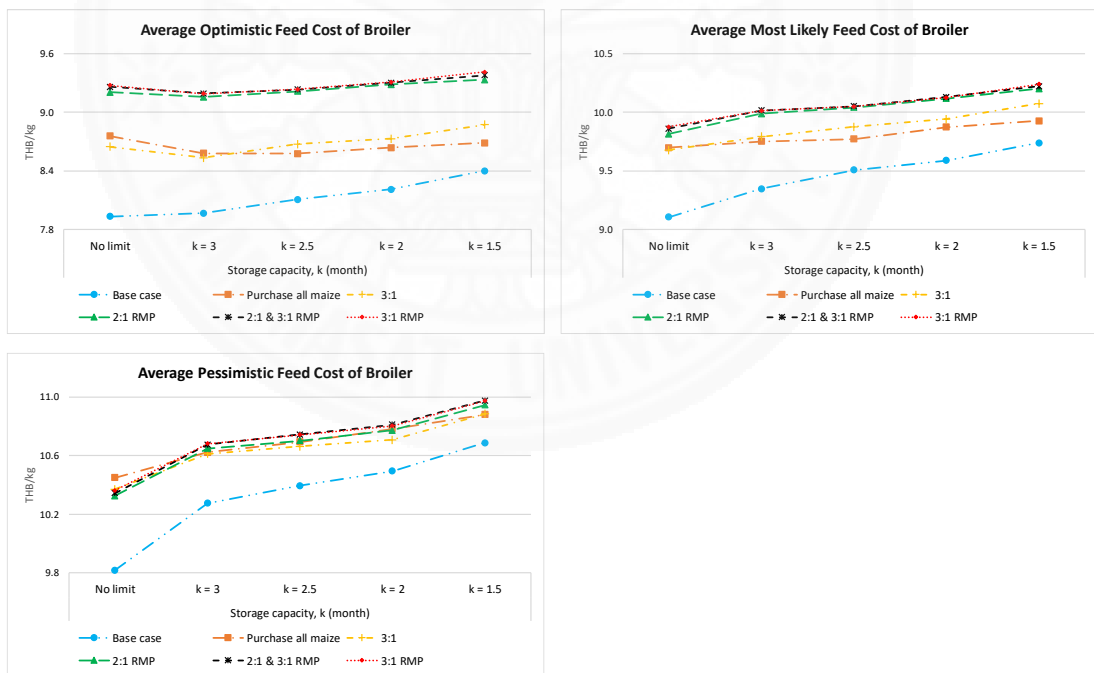 Average Optimistic Feed Cost of Broiler
9.6
9.0
8.4
7.8
THB/kg
No limit k = 3 k = 2.5 k = 2 k = 1.5
Storage capacity, k (month)
Base case Purchase all maize 3:1
2:1 RMP 2:1 & 3:1 RMP 3:1 RMP
Average Most Likely Feed Cost of Broiler
10.5
10.0
9.5
9.0
THB/kg
No limit k = 3 k = 2.5 k = 2 k = 1.5
Storage capacity, k (month)
Base case Purchase all maize 3:1
2:1 RMP 2:1 & 3:1 RMP 3:1 RMP
Average Pessimistic Feed Cost of Broiler
11.0
10.6
10.2
9.8
THB/kg
No limit k = 3 k = 2.5 k = 2 k = 1.5
Storage capacity, k (month)
Base case Purchase all maize 3:1
2:1 RMP 2:1 & 3:1 RMP 3:1 RMP